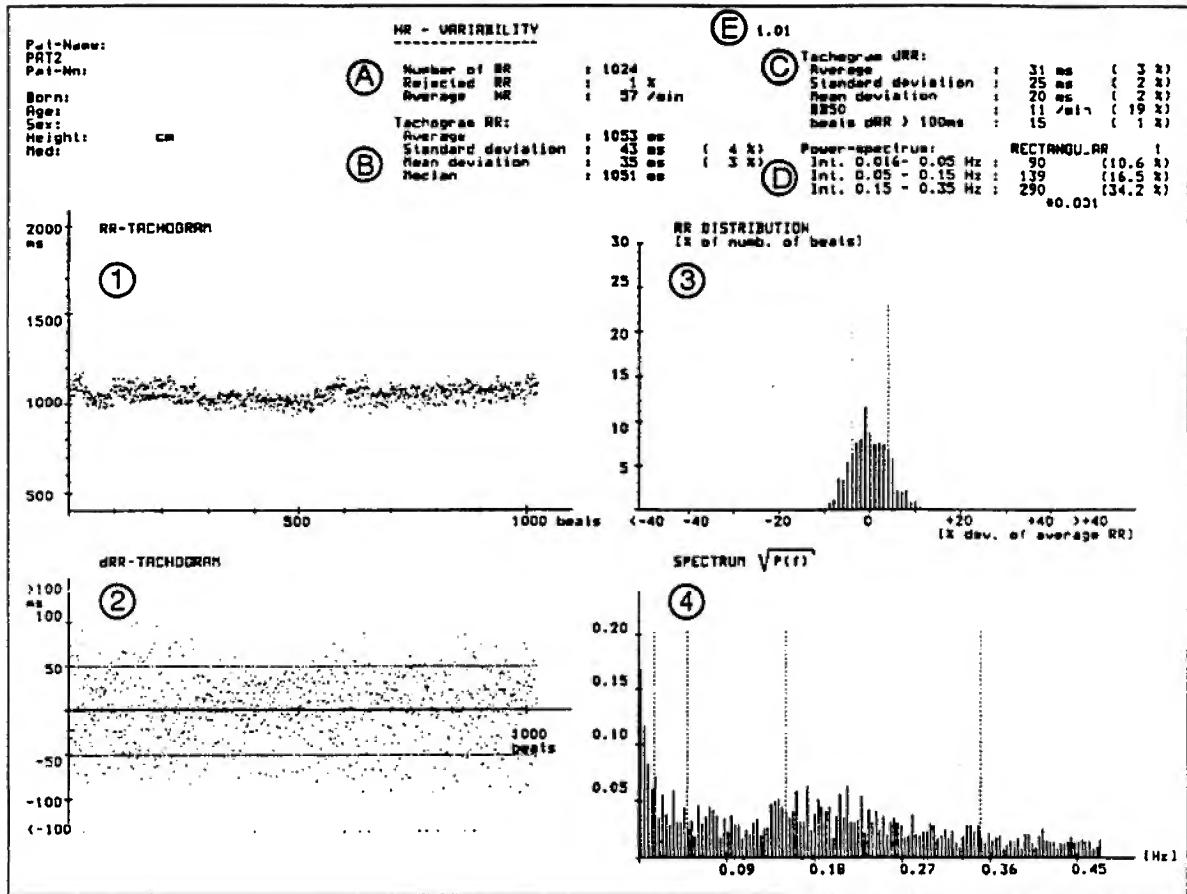 HR - VARIABILITY
E 1.01
Pat-Name:
PAT2
Pat-Nn:
Born:
Age:
Sex:
Height: cm
Med:
A Number of RR : 1024
Rejected RR : 1 %
Average HR : 57 /min
Tachogram RR:
Average : 1053 ms
B Standard deviation : 43 ms ( 4 %)
Mean deviation : 35 ms ( 3 %)
Median : 1051 ms
C Tachogram dRR:
Average : 31 ms ( 3 %)
Standard deviation : 25 ms ( 2 %)
Mean deviation : 20 ms ( 2 %)
: 11 /min ( 19 %)
beats dRR > 100ms : 15 ( 1 %)
Power-spectrum: RECTANGU_AR
D Int. 0.016- 0.05 Hz : 90 (10.6 %)
Int. 0.05 - 0.15 Hz : 139 (16.5 %)
Int. 0.15 - 0.35 Hz : 290 (34.2 %)
*0.001
RR-TACHOGRAM
1
2000
ms
1500
1000
500
500 1000 beats
RR DISTRIBUTION
[% of numb. of beats]
3
30
25
20
15
10
5
<-40 -40 -20 0 +20 +40 >+40
[% dev. of average RR]
dRR-TACHOGRAM
2
>100
ms
100
50
-50
-100
<-100
1000
beats
SPECTRUM √P(f)
4
0.20
0.15
0.10
0.05
0.09 0.18 0.27 0.36 0.45 [Hz]